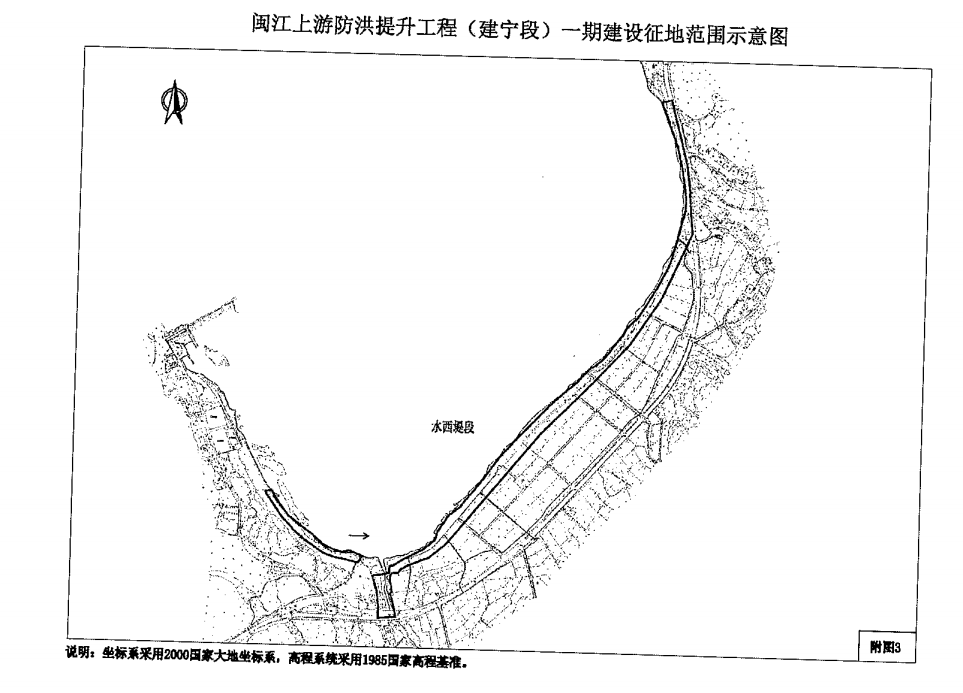 闽江上游防洪提升工程（建宁段）一期建设征地范围示意图
水西堤段
附图3
说明：坐标系采用2000国家大地坐标系，高程系统采用1985国家高程基准。